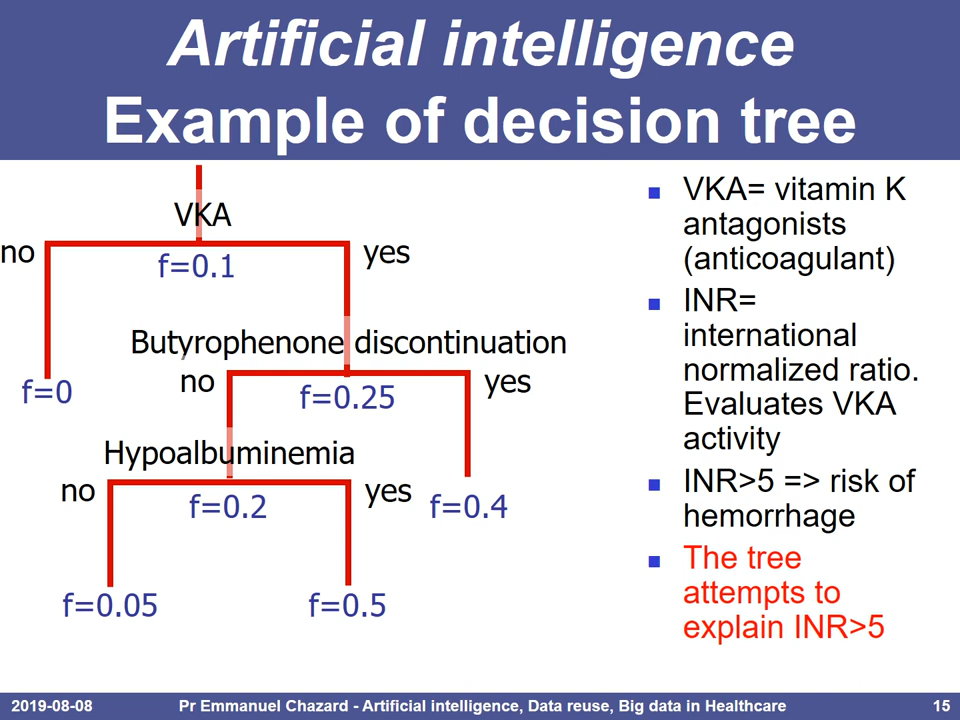 Artificial intelligence
Example of decision tree
VKA
no
yes
f=0.1
Butyrophenone discontinuation
no
yes
f=0
f=0.25
Hypoalbuminemia
no
yes
f=0.2
f=0.4
f=0.05
f=0.5
VKA= vitamin K
antagonists
(anticoagulant)
INR=
international
normalized ratio.
Evaluates VKA
activity
INR>5 => risk of
hemorrhage
The tree
attempts to
explain INR>5
2019-08-08
Pr Emmanuel Chazard - Artificial intelligence, Data reuse, Big data in Healthcare
15